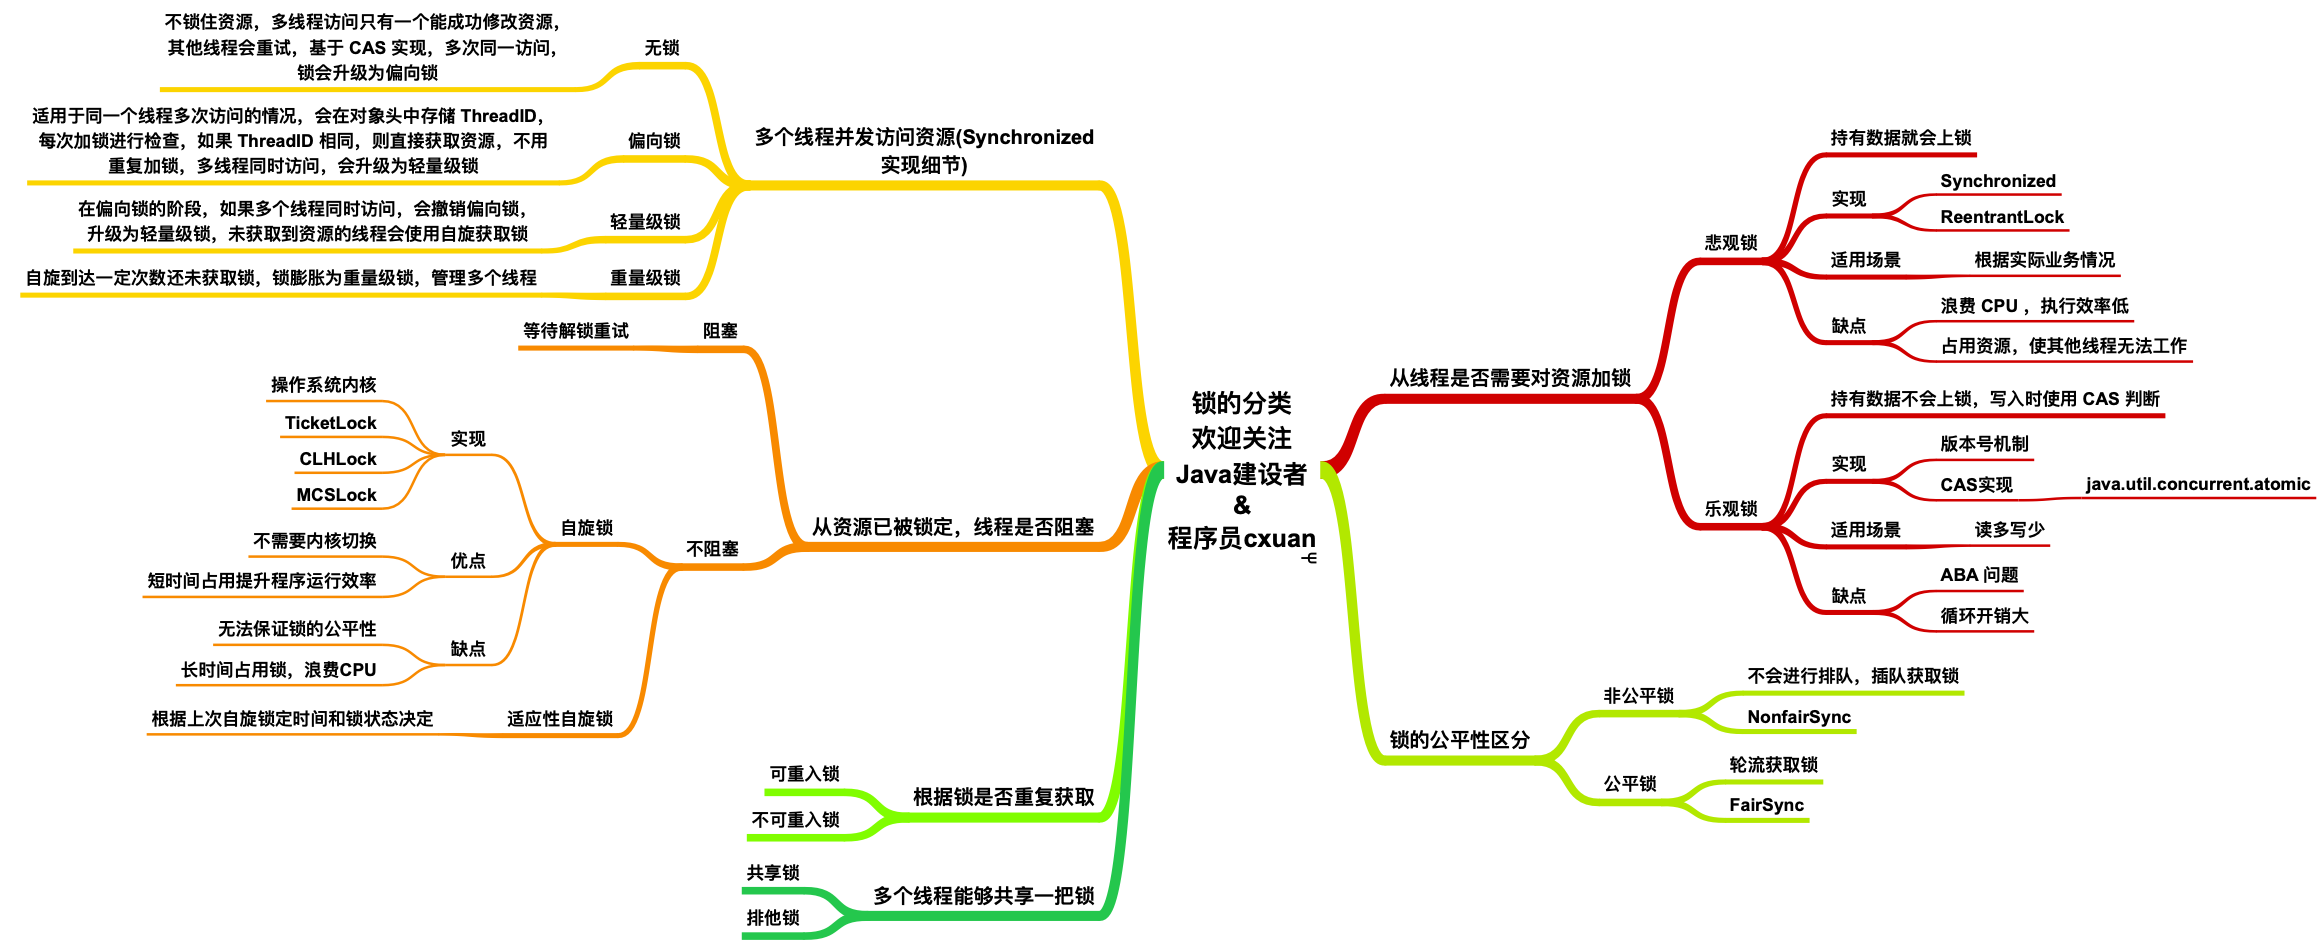 锁的分类
欢迎关注
Java建设者
&
程序员cxuan
从线程是否需要对资源加锁
悲观锁
持有数据就会上锁
实现
Synchronized
ReentrantLock
适用场景
根据实际业务情况
缺点
浪费 CPU ，执行效率低
占用资源，使其他线程无法工作
乐观锁
持有数据不会上锁，写入时使用 CAS 判断
实现
版本号机制
CAS实现
java.util.concurrent.atomic
适用场景
读多写少
缺点
ABA 问题
循环开销大
锁的公平性区分
非公平锁
不会进行排队，插队获取锁
NonfairSync
公平锁
轮流获取锁
FairSync
多个线程并发访问资源(Synchronized
实现细节)
无锁
不锁住资源，多线程访问只有一个能成功修改资源，
其他线程会重试，基于 CAS 实现，多次同一访问，
锁会升级为偏向锁
偏向锁
适用于同一个线程多次访问的情况，会在对象头中存储 ThreadID，
每次加锁进行检查，如果 ThreadID 相同，则直接获取资源，不用
重复加锁，多线程同时访问，会升级为轻量级锁
轻量级锁
在偏向锁的阶段，如果多个线程同时访问，会撤销偏向锁，
升级为轻量级锁，未获取到资源的线程会使用自旋获取锁
重量级锁
自旋到达一定次数还未获取锁，锁膨胀为重量级锁，管理多个线程
从资源已被锁定，线程是否阻塞
阻塞
等待解锁重试
不阻塞
自旋锁
实现
操作系统内核
TicketLock
CLHLock
MCSLock
优点
不需要内核切换
短时间占用提升程序运行效率
缺点
无法保证锁的公平性
长时间占用锁，浪费CPU
适应性自旋锁
根据上次自旋锁定时间和锁状态决定
根据锁是否重复获取
可重入锁
不可重入锁
多个线程能够共享一把锁
共享锁
排他锁